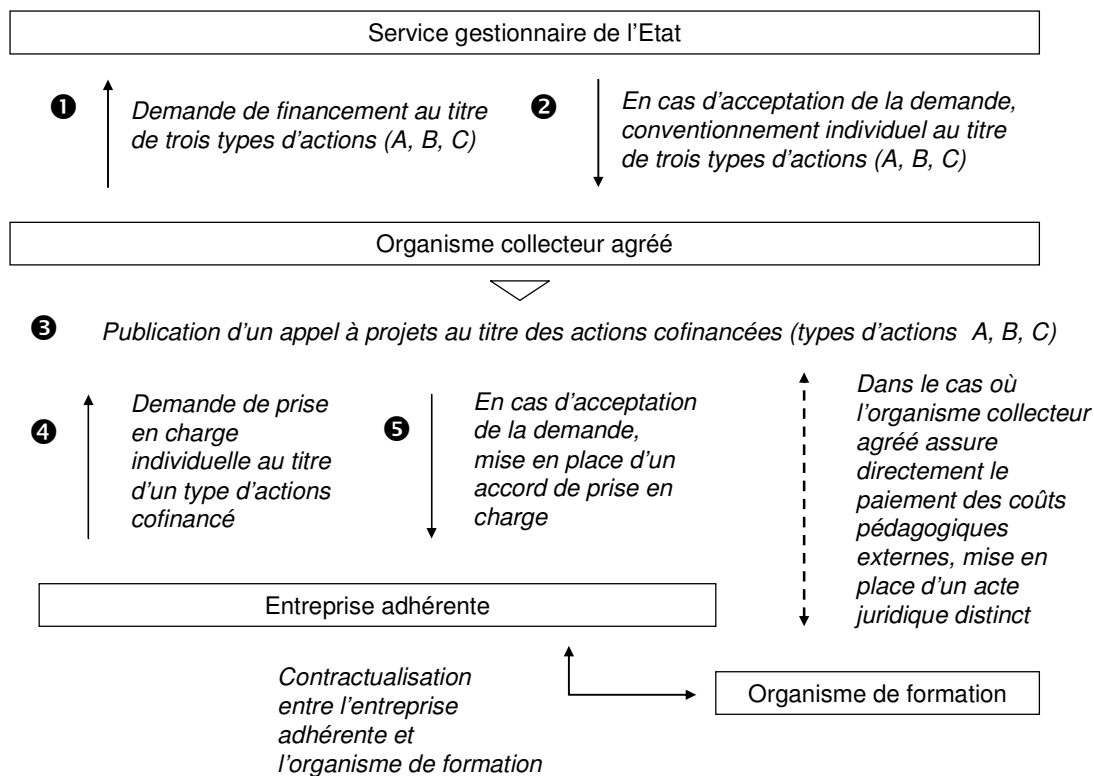 Service gestionnaire de l'Etat
❶
Demande de financement au titre
de trois types d'actions (A, B, C)
❷
En cas d'acceptation de la demande,
conventionnement individuel au titre
de trois types d'actions (A, B, C)
Organisme collecteur agréé
❸
Publication d'un appel à projets au titre des actions cofinancées (types d'actions A, B, C)
❹
Demande de prise
en charge
individuelle au titre
d'un type d'actions
cofinancé
❺
En cas d'acceptation
de la demande,
mise en place d'un
accord de prise en
charge
Dans le cas où
l'organisme collecteur
agréé assure
directement le
paiement des coûts
pédagogiques
externes, mise en
place d'un acte
juridique distinct
Entreprise adhérente
Contractualisation
entre l'entreprise
adhérente et
l'organisme de formation
Organisme de formation